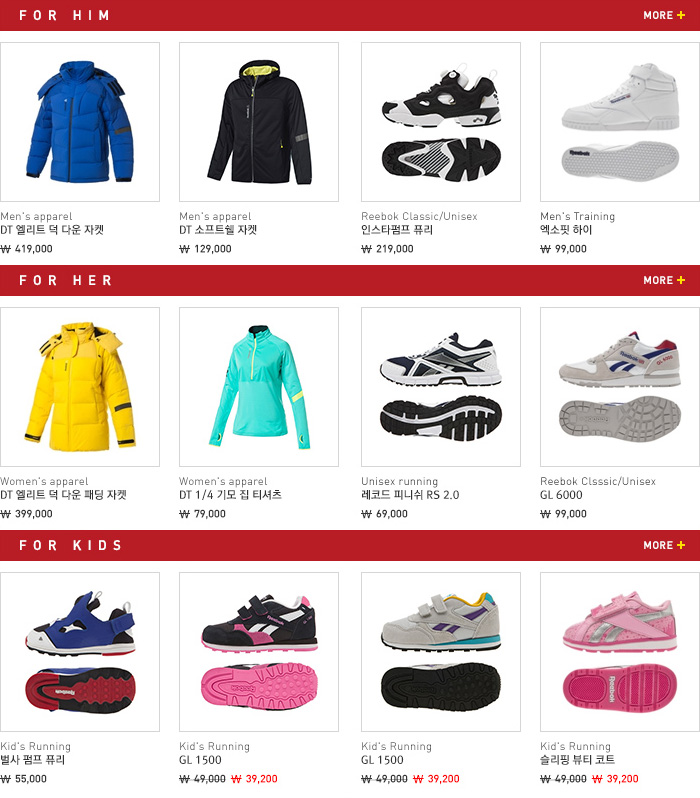 FOR HIM MORE +
Men's apparel
DT 엘리트 덕 다운 자켓
₩ 419,000
Men's apparel
DT 소프트쉘 자켓
₩ 129,000
Reebok Classic/Unisex
인스타펌프 퓨리
₩ 219,000
Men's Training
엑소핏 하이
₩ 99,000
FOR HER MORE +
Women's apparel
DT 엘리트 덕 다운 패딩 자켓
₩ 399,000
Women's apparel
DT 1/4 기모 집 티셔츠
₩ 79,000
Unisex running
레코드 피니쉬 RS 2.0
₩ 69,000
Reebok Clsssic/Unisex
GL 6000
₩ 99,000
FOR KIDS MORE +
Kid's Running
벌사 펌프 퓨리
₩ 55,000
Kid's Running
GL 1500
₩ 49,000 ₩ 39,200
Kid's Running
GL 1500
₩ 49,000 ₩ 39,200
Kid's Running
슬리핑 뷰티 코트
₩ 49,000 ₩ 39,200